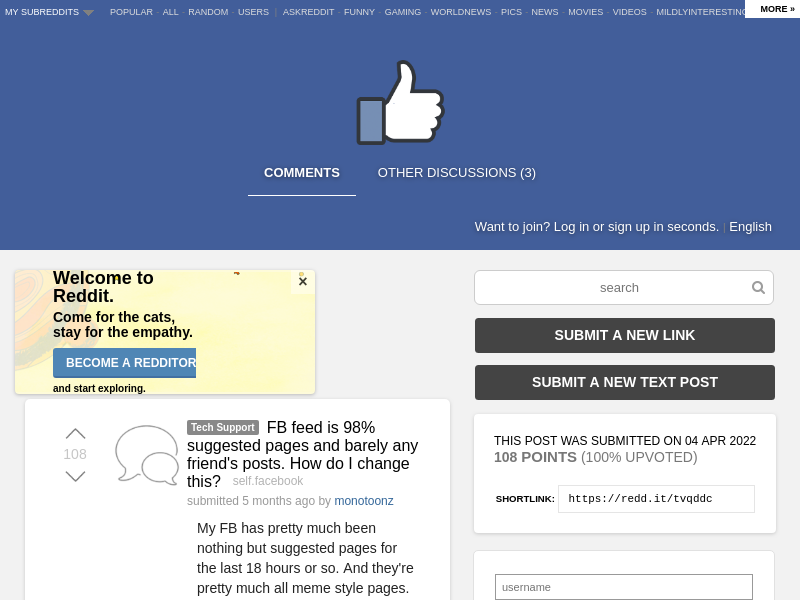 MY SUBREDDITS
POPULAR - ALL - RANDOM - USERS | ASKREDDIT - FUNNY - GAMING - WORLDNEWS - PICS - NEWS - MOVIES - VIDEOS - MILDLYINTERESTING
MORE »
COMMENTS
OTHER DISCUSSIONS (3)
Want to join? Log in or sign up in seconds. | English
Welcome to
Reddit.
×
Come for the cats,
stay for the empathy.
BECOME A REDDITOR
and start exploring.
search
SUBMIT A NEW LINK
SUBMIT A NEW TEXT POST
108
Tech Support FB feed is 98%
suggested pages and barely any
friend's posts. How do I change
this? self.facebook
submitted 5 months ago by monotoonz
My FB has pretty much been
nothing but suggested pages for
the last 18 hours or so. And they're
pretty much all meme style pages.
THIS POST WAS SUBMITTED ON 04 APR 2022
108 POINTS (100% UPVOTED)
SHORTLINK: https://redd.it/tvqddc
username